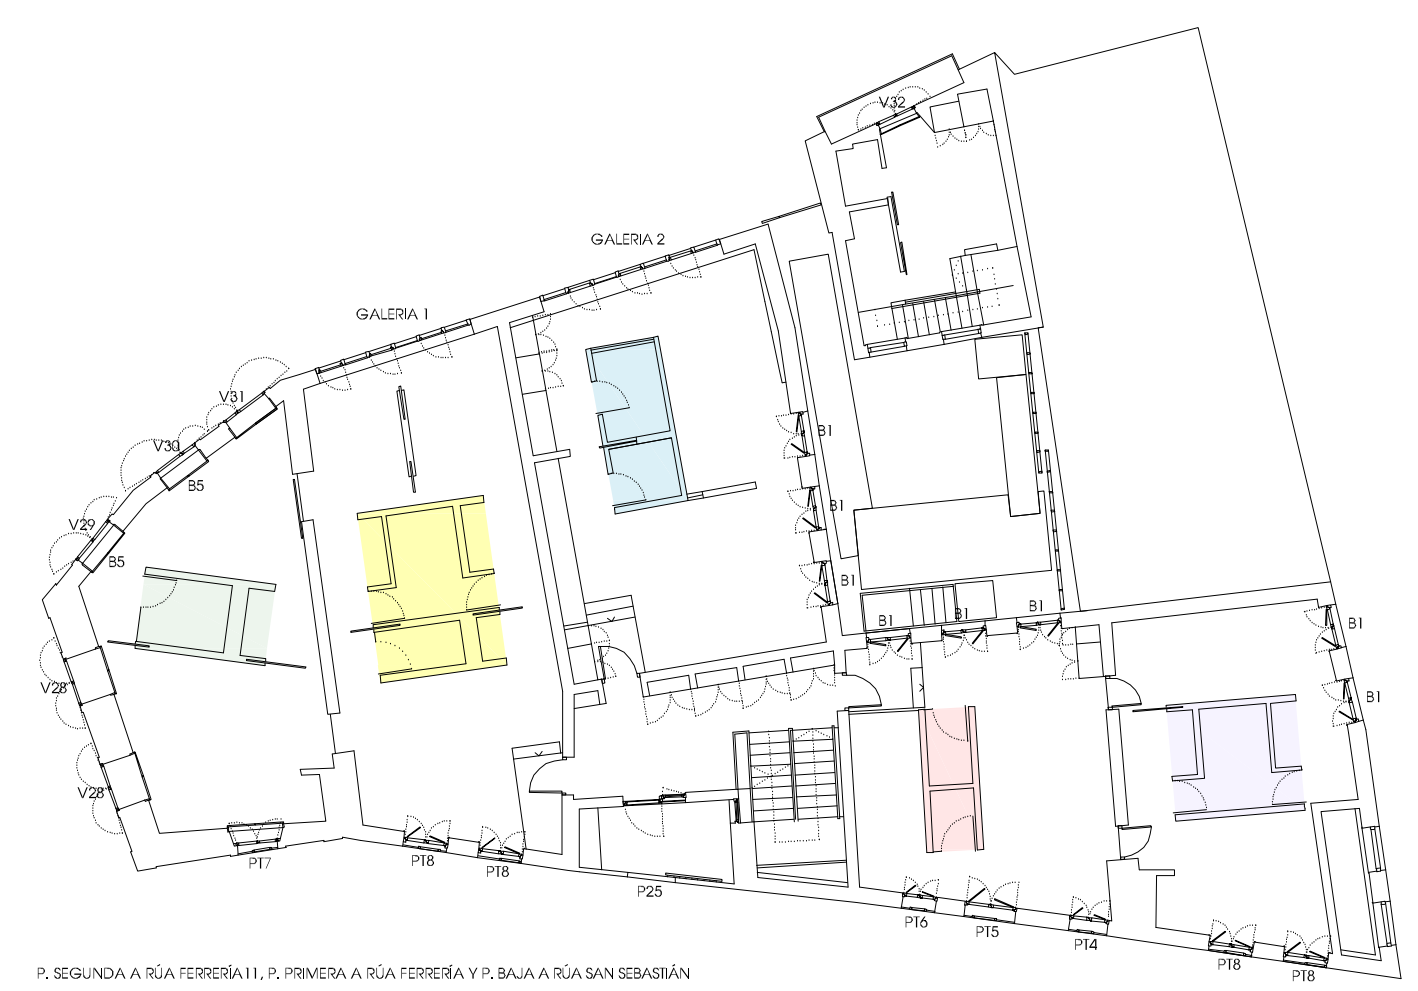 V32
GALERIA 2
GALERIA 1
V31
B1
V30
B5
B1
V29
B5
B1
B1
B1
B1
B1
V28
B1
V28
PT7
PT8
PT8
P25
PT6
PT5
PT4
PT8
PT8
P. SEGUNDA A RÚA FERRERÍA11, P. PRIMERA A RÚA FERRERÍA Y P. BAJA A RÚA SAN SEBASTIÁN